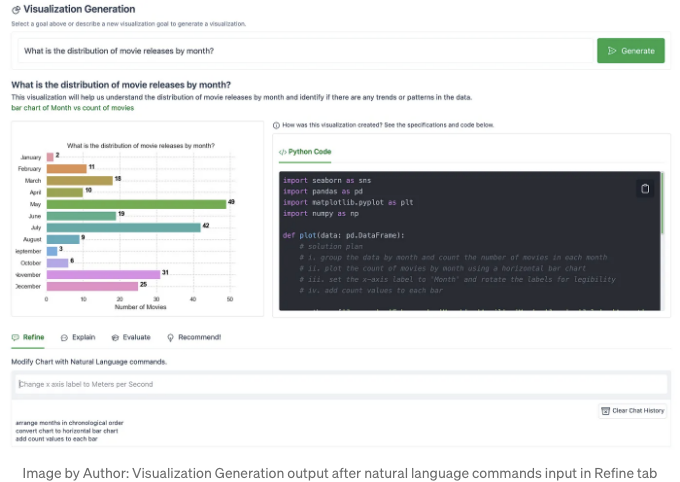 Visualization Generation
Select a goal above or describe a new visualization goal to generate a visualization.
What is the distribution of movie releases by month?
Generate
What is the distribution of movie releases by month?
This visualization will help us understand the distribution of movie releases by month and identify if there are any trends or patterns in the data.
bar chart of Month vs count of movies
What is the distribution of movie releases by month?
January 2
February 11
March 18
April 10
May 49
June 19
July 42
August 9
eptember 3
October 6
lovember 31
December 25
0 10 20 30 40 50
Number of Movies
How was this visualization created? See the specifications and code below.
</> Python Code
import seaborn as sns
import pandas as pd
import matplotlib.pyplot as plt
import numpy as np
def plot(data: pd.DataFrame):
# solution plan
# i. group the data by month and count the number of movies in each month
# ii. plot the count of movies by month using a horizontal bar chart
# iii. set the x-axis label to 'Month' and rotate the labels for legibility
# iv. add count values to each bar
Refine Explain Evaluate Recommend!
Modify Chart with Natural Language commands.
Change x axis label to Meters per Second
Clear Chat History
arrange months in chronological order
convert chart to horizontal bar chart
add count values to each bar
Image by Author: Visualization Generation output after natural language commands input in Refine tab